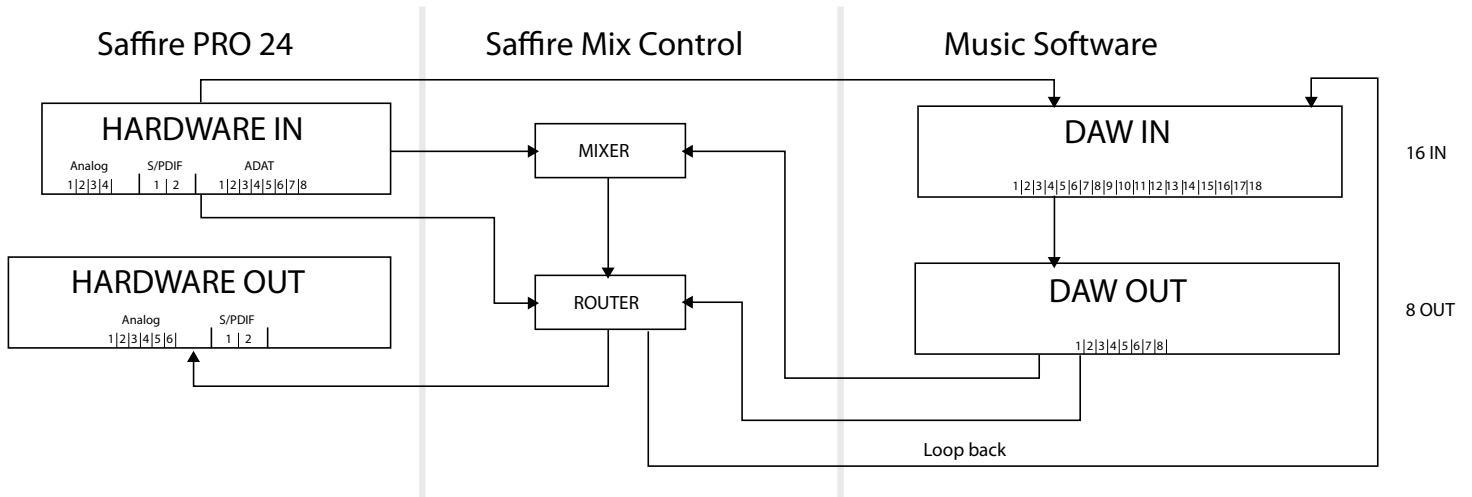 Saffire PRO 24
Saffire Mix Control
Music Software
HARDWARE IN
Analog S/PDIF ADAT
1|2|3|4| | 1 | 2 | 1|2|3|4|5|6|7|8
MIXER
DAW IN
1|2|3|4|5|6|7|8|9|10|11|12|13|14|15|16|17|18
16 IN
HARDWARE OUT
Analog S/PDIF
1|2|3|4|5|6| | 1 | 2 |
ROUTER
DAW OUT
1|2|3|4|5|6|7|8|
8 OUT
Loop back